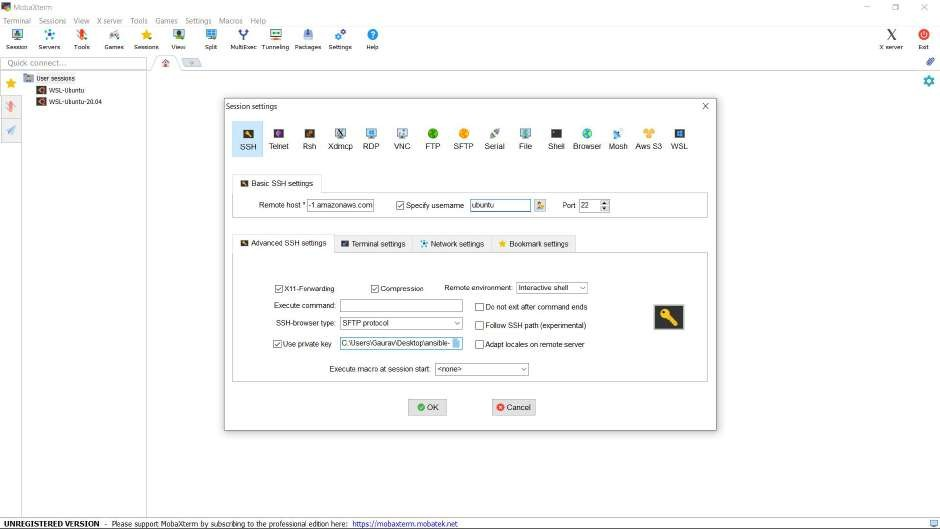 MobaXterm
Terminal Sessions View X server Tools Games Settings Macros Help
Session Servers Tools Games Sessions View Split MultiExec Tunneling Packages Settings Help X server Exit
Quick connect...
User sessions
WSL-Ubuntu
WSL-Ubuntu-20.04
Session settings
SSH Telnet Rsh Xdmcp RDP VNC FTP SFTP Serial File Shell Browser Mosh Aws S3 WSL
Basic SSH settings
Remote host * -1.amazonaws.com Specify username ubuntu Port 22
Advanced SSH settings Terminal settings Network settings Bookmark settings
X11-Forwarding Compression Remote environment: Interactive shell
Execute command: Do not exit after command ends
SSH-browser type: SFTP protocol Follow SSH path (experimental)
Use private key C:\Users\Gaurav\Desktop\ansible- Adapt locales on remote server
Execute macro at session start: <none>
OK Cancel
UNREGISTERED VERSION - Please support MobaXterm by subscribing to the professional edition here: https://mobaxterm.mobatek.net